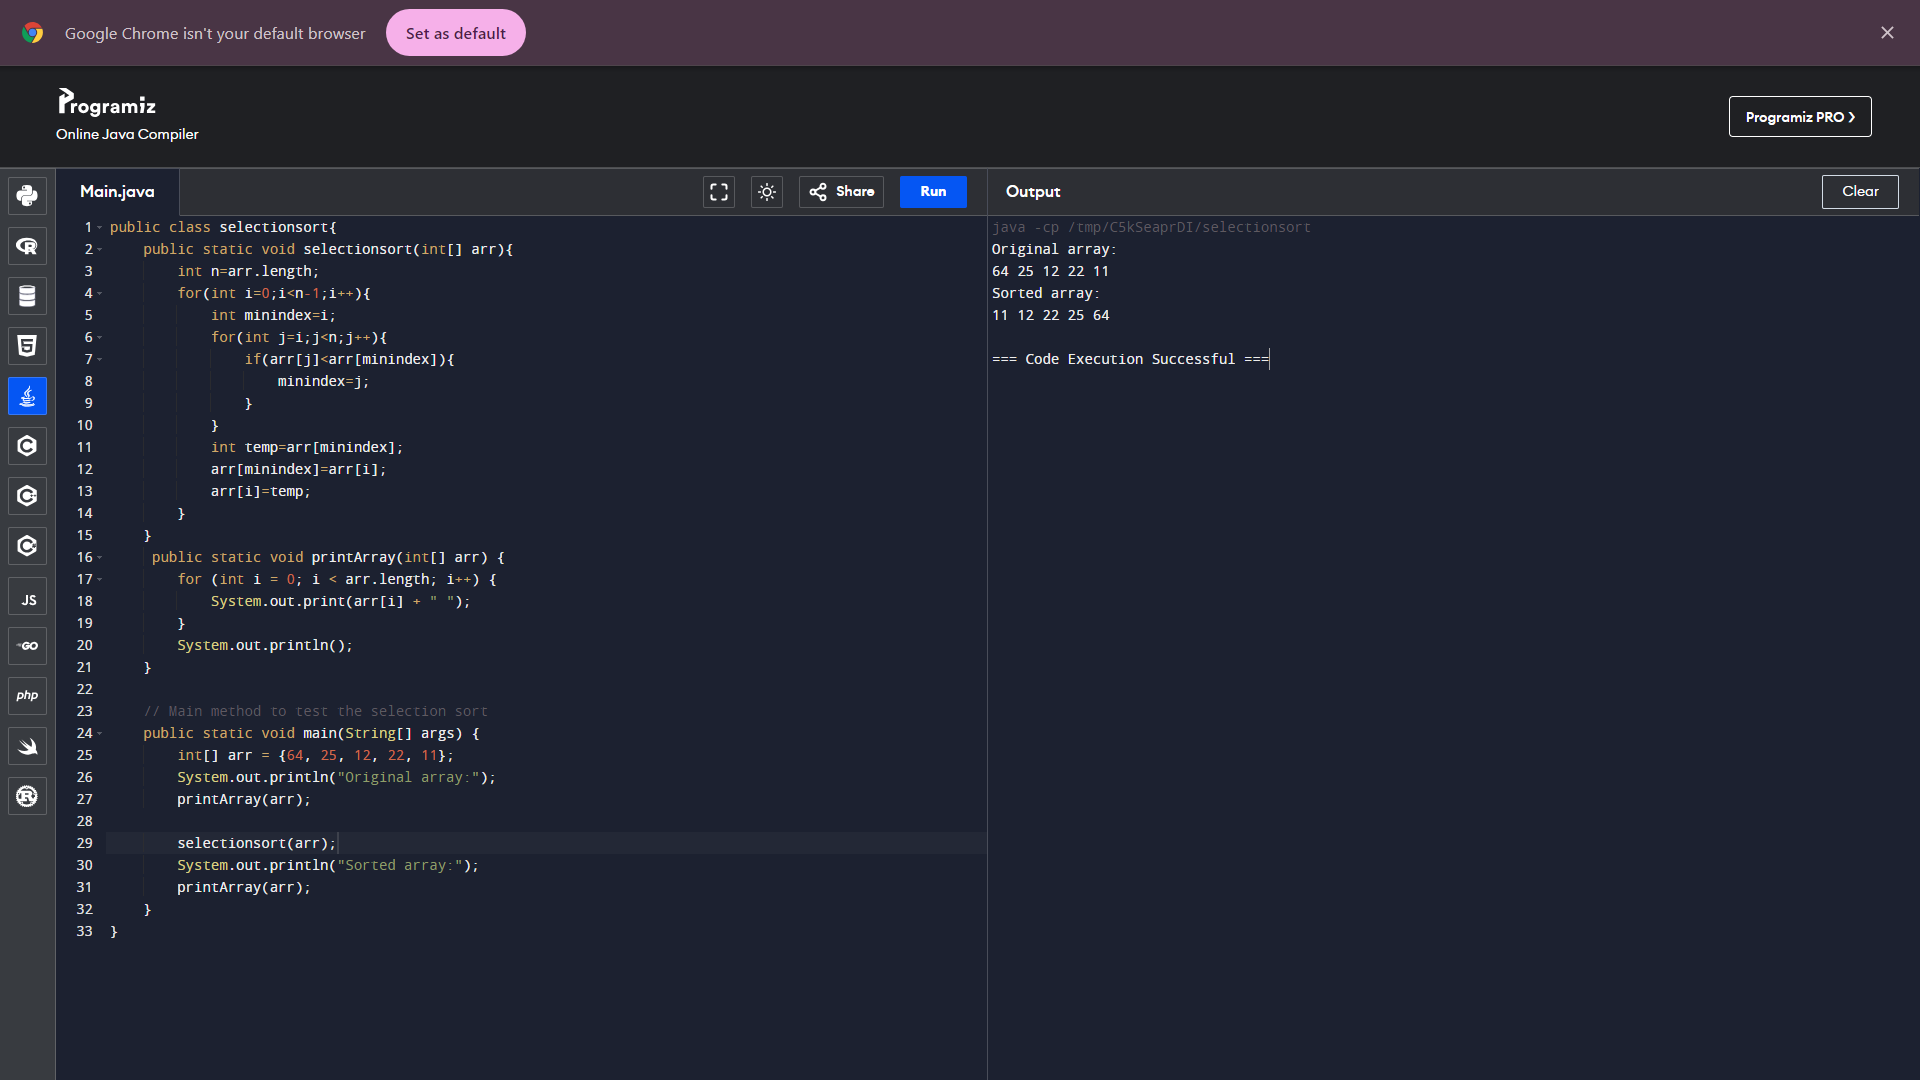 Google Chrome isn't your default browser
Set as default
Programiz
Online Java Compiler
Programiz PRO ❯
Main.java
Share
Run
Output
Clear
1 public class selectionsort{
2     public static void selectionsort(int[] arr){
3         int n=arr.length;
4         for(int i=0;i<n-1;i++){
5             int minindex=i;
6             for(int j=i;j<n;j++){
7                 if(arr[j]<arr[minindex]){
8                     minindex=j;
9                 }
10             }
11             int temp=arr[minindex];
12             arr[minindex]=arr[i];
13             arr[i]=temp;
14         }
15     }
16      public static void printArray(int[] arr) {
17         for (int i = 0; i < arr.length; i++) {
18             System.out.print(arr[i] + " ");
19         }
20         System.out.println();
21     }
22
23     // Main method to test the selection sort
24     public static void main(String[] args) {
25         int[] arr = {64, 25, 12, 22, 11};
26         System.out.println("Original array:");
27         printArray(arr);
28
29         selectionsort(arr);
30         System.out.println("Sorted array:");
31         printArray(arr);
32     }
33 }
java -cp /tmp/C5kSeaprDI/selectionsort
Original array:
64 25 12 22 11
Sorted array:
11 12 22 25 64
=== Code Execution Successful ===
R
5
C
C
C
JS
GO
php
R